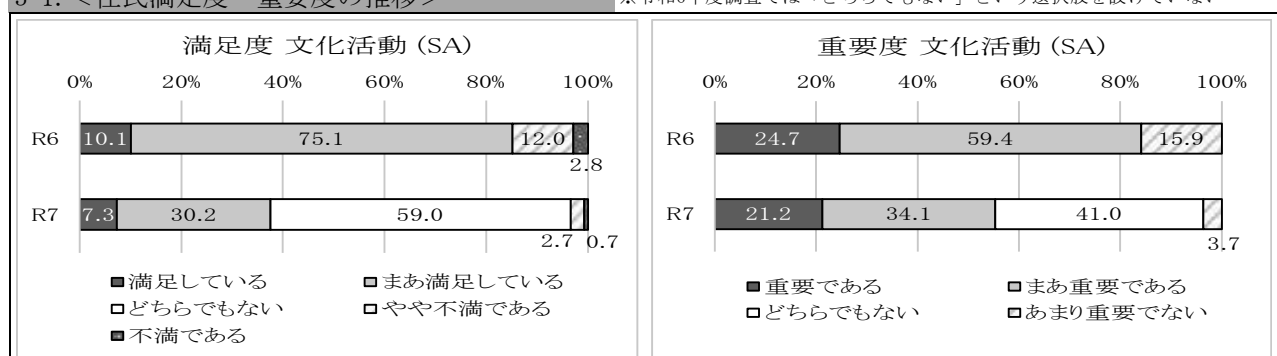 満足度 文化活動(SA)
0% 20% 40% 60% 80% 100%
R6 10.1 75.1 12.0
2.8
R7 7.3 30.2 59.0
2.7 0.7
■満足している □まあ満足している
□どちらでもない □やや不満である
■不満である
重要度 文化活動(SA)
0% 20% 40% 60% 80% 100%
R6 24.7 59.4 15.9
R7 21.2 34.1 41.0
3.7
■重要である □まあ重要である
□どちらでもない □あまり重要でない